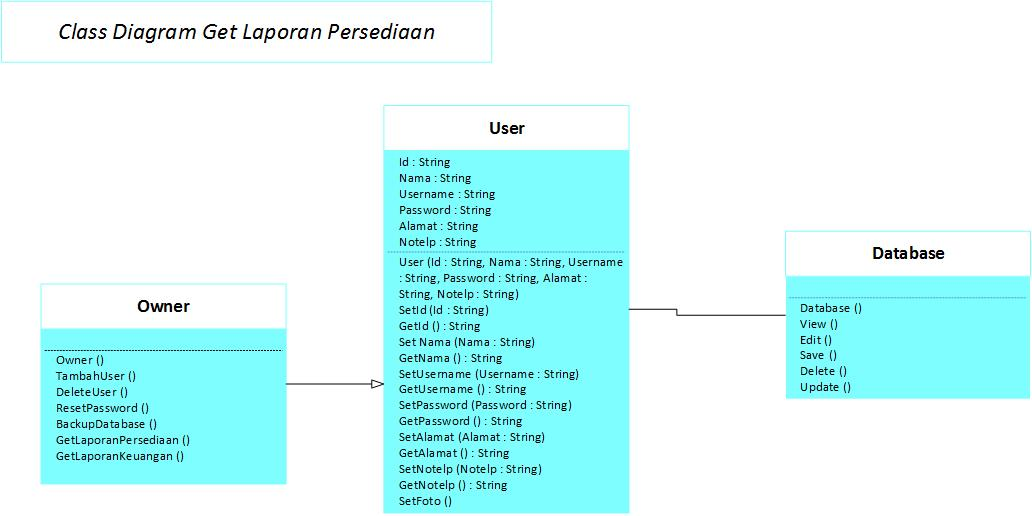 Class Diagram Get Laporan Persediaan
User
Id : String
Nama : String
Username : String
Password : String
Alamat : String
Notelp : String
User (Id : String, Nama : String, Username
: String, Password : String, Alamat :
String, Notelp : String)
SetId (Id : String)
GetId () : String
Set Nama (Nama : String)
GetNama () : String
SetUsername (Username : String)
GetUsername () : String
SetPassword (Password : String)
GetPassword () : String
SetAlamat (Alamat : String)
GetAlamat () : String
SetNotelp (Notelp : String)
GetNotelp () : String
SetFoto ()
Owner
Owner ()
TambahUser ()
DeleteUser ()
ResetPassword ()
BackupDatabase ()
GetLaporanPersediaan ()
GetLaporanKeuangan ()
Database
Database ()
View ()
Edit ()
Save ()
Delete ()
Update ()